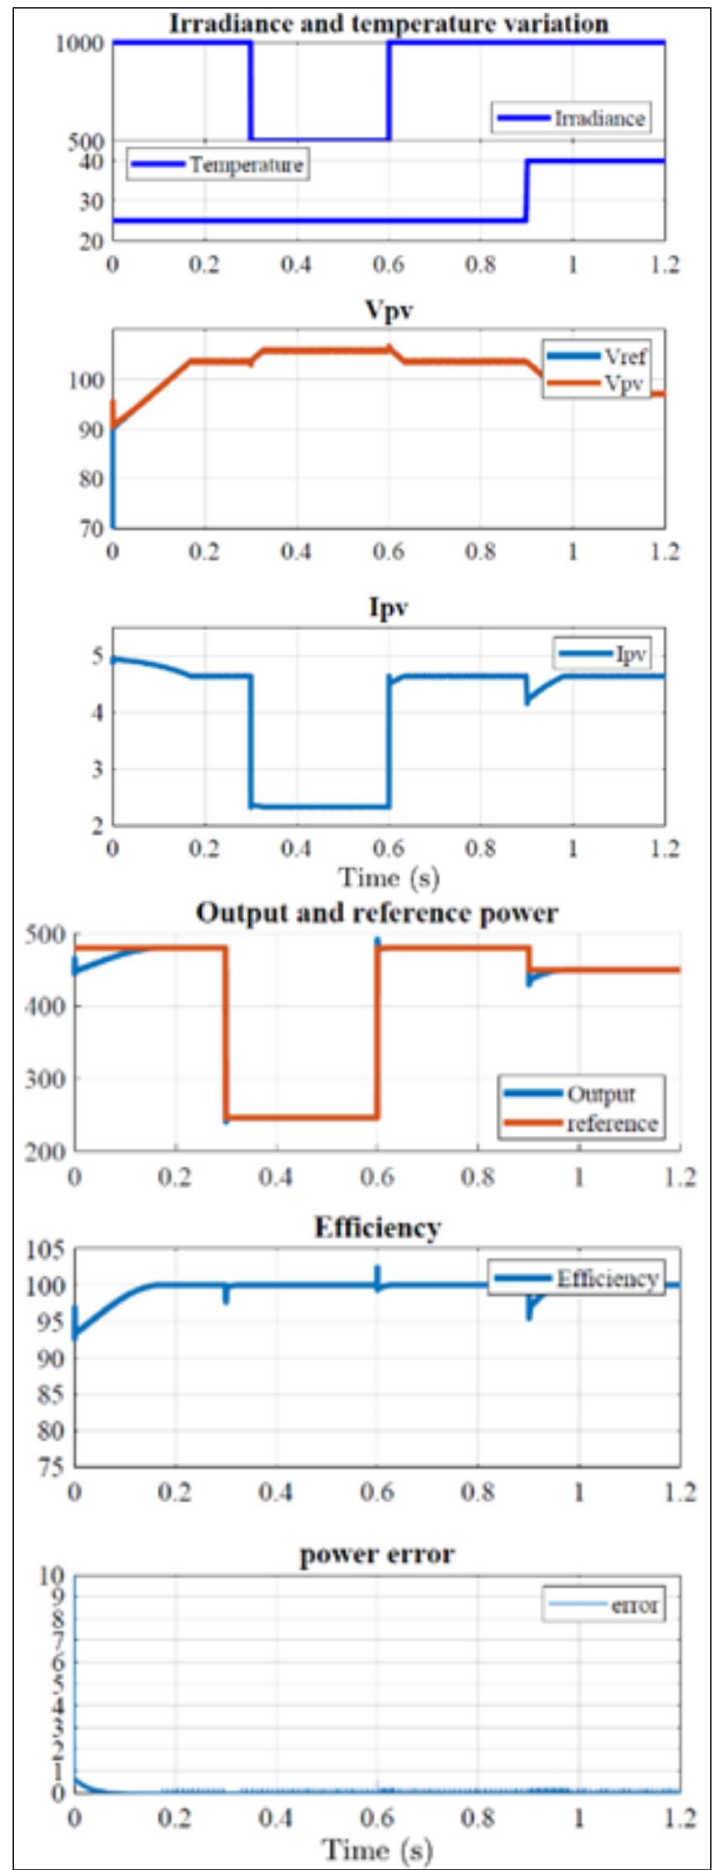 Irradiance and temperature variation
1000
Irradiance
500
40
Temperature
30
20
0 0.2 0.4 0.6 0.8 1 1.2
Vpv
Vref
100
Vpv
90
80
70
0 0.2 0.4 0.6 0.8 1 1.2
Ipv
5
Ipv
4
3
2
0 0.2 0.4 0.6 0.8 1 1.2
Time (s)
Output and reference power
500
400
300
Output
reference
200
0 0.2 0.4 0.6 0.8 1 1.2
Efficiency
105
100
Efficiency
95
90
85
80
75
0 0.2 0.4 0.6 0.8 1 1.2
power error
10
9
error
8
7
6
5
4
3
2
1
0
0 0.2 0.4 0.6 0.8 1 1.2
Time (s)